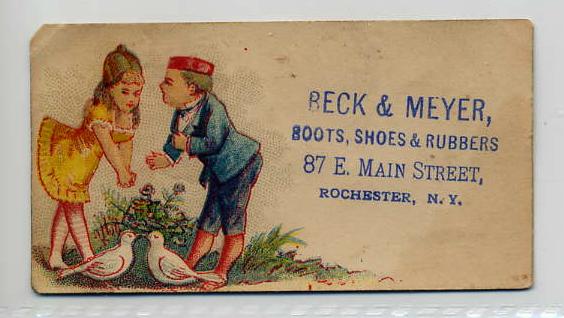 BECK & MEYER,
BOOTS, SHOES & RUBBERS
87 E. MAIN STREET,
ROCHESTER, N. Y.